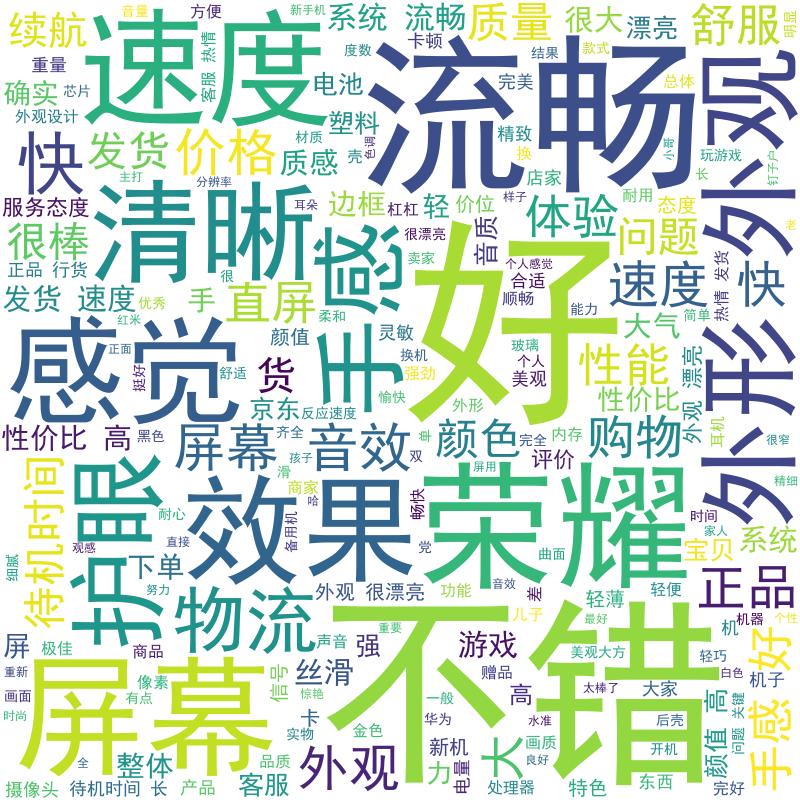 音量
方便
新手机
系统 流畅
质量
很大
漂亮
舒服
明显
续航
速度
热情
客服
度数
卡顿
结果
款式
重量
电池
流畅
完美
总体
外观
确实
芯片
外观设计
塑料
精致
换
小哥
玩游戏
钉子户
快
发货
价格
材质
质感
壳
色调
店家
长
主打
分辨率
服务态度
清晰
耳朵
边框
杠杠
轻
价位
样子
体验
耐用
态度
老
很棒
手感
很漂亮
音质
问题
正品 行货
很
卖家
个人感觉
合适
热情 发货
发货 速度
优秀
手
直屏
柔和
顺畅
好
能力
速度
快
简单
红米
感觉
颜值
灵敏
玻璃
大气
外形
正面
挺好
舒适
货
换机
强劲
个人
美观
性能
外观 漂亮
京东
反应速度
愉快
外形
性价比
性价比 高
黑色
屏幕
齐全
音效
单
颜色
完全
内存
购物
耳机
很窄
待机时间
护眼
孩子
双
滑
屏用
评价
精细
耐心
效果
商家
畅快
荣耀
时间
家人
观感
直接
备用机
哈
党
曲面
宝贝
系统
细腻
下单
努力
外观 很漂亮
功能
音效
差
轻薄
轻便
正品
机器
个性
物流
儿子
最好
机
屏
极佳
商品
声音
强
重要
不错
游戏
美观大方
轻巧
好
重新
屏幕
像素
信号
丝滑
赠品
太棒了
大家
白色
机子
画面
有点
惊艳
一般
高
颜值 高
手感
时尚
卡
金色
华为
水准
后壳
问题
关键
实物
新机
大
画质
开机
全
整体
品质
外观
力
电量
良好
摄像头
待机时间 长
产品
客服
处理器
特色
东西
完好